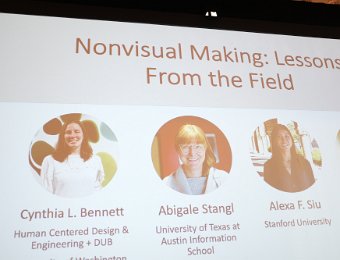 Nonvisual Making: Lessons
From the Field
Cynthia L. Bennett
Human Centered Design &
Engineering + DUB
of Washington
Abigale Stangl
University of Texas at
Austin Information
School
Alexa F. Siu
Stanford University